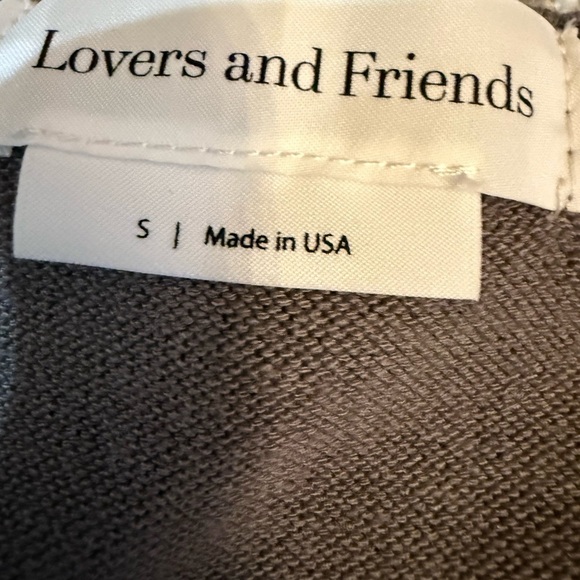 Lovers and Friends
S | Made in USA